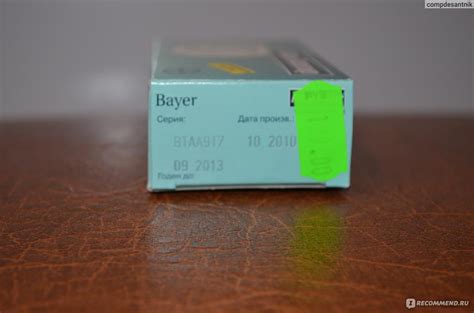 compdesantnik
Bayer
Серия: Дата произв.:
BTAA917 10 2010
09 2013
Годен до:
RECOMMEND.RU